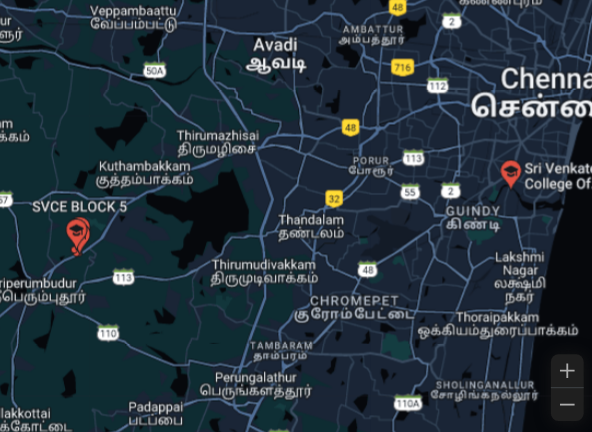 Veppambaattu
வேப்பம்பட்டு
48
2
AMBATTUR
அம்பத்தூர்
Avadi
ஆவடி
50A
716
112
Chenna
சென்னை
48
Thirumazhisai
திருமழிசை
Kuthambakkam
குத்தம்பாக்கம்
PORUR
போரூர்
113
32
55
2
Sri Venkat
College Of
67
SVCE BLOCK 5
Thandalam
தண்டலம்
GUINDY
கிண்டி
riperumbudur
113
Thirumudivakkam
திருமுடிவாக்கம்
48
Lakshmi
Nagar
லக்ஷ்மி
நகர்
CHROMEPET
குரோம்பேட்டை
Thoraipakkam
ஒக்கியம்துரைப்பாக்கம்
110
TAMBARAM
தாம்பரம்
Perungalathur
பெருங்களத்தூர்
Padappai
படப்பை
110A
SHOLINGANALLUR
சோழிங்கநல்லூர்
lakkottai
+
−